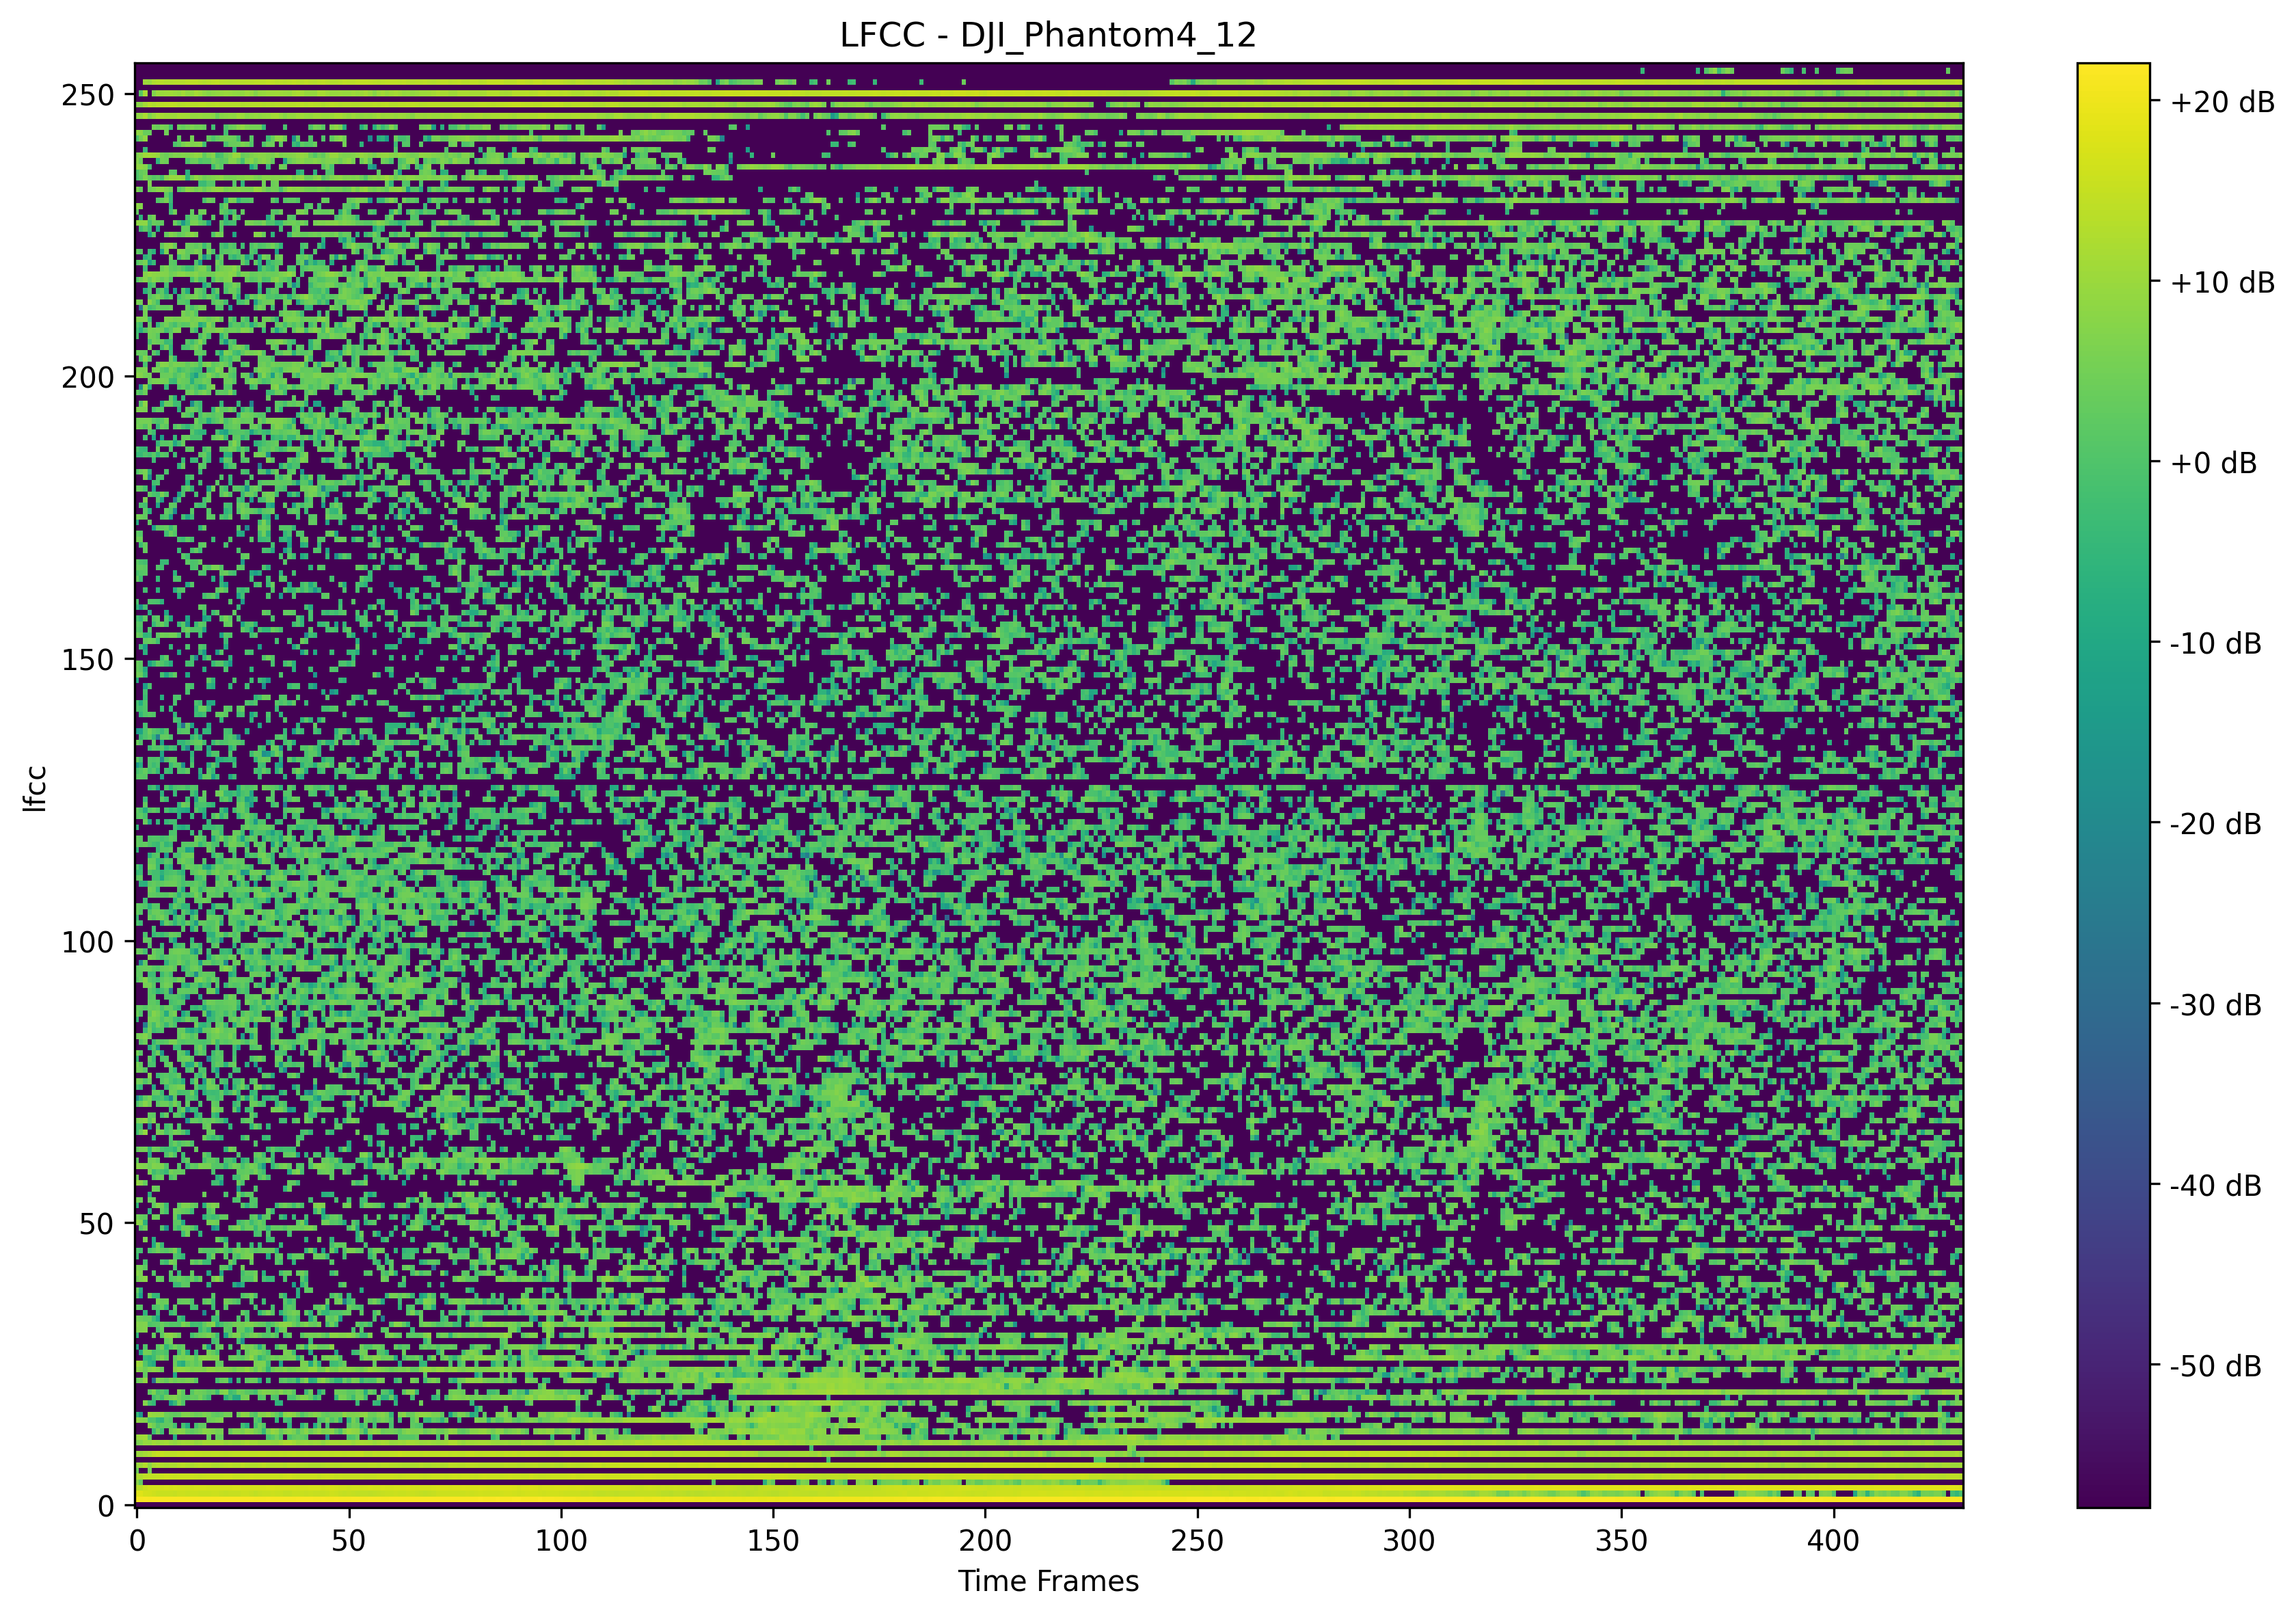 LFCC - DJI_Phantom4_12
250
200
150
100
50
0
lfcc
0 50 100 150 200 250 300 350 400
Time Frames
+20 dB
+10 dB
+0 dB
-10 dB
-20 dB
-30 dB
-40 dB
-50 dB